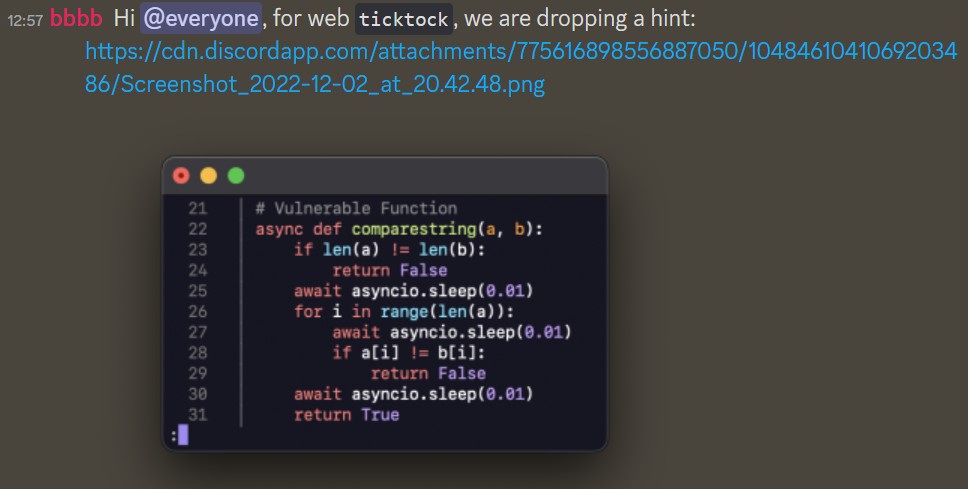 12:57 bbbb Hi @everyone, for web ticktock, we are dropping a hint:
https://cdn.discordapp.com/attachments/775616898556887050/10484610410692034
86/Screenshot_2022-12-02_at_20.42.48.png
21 # Vulnerable Function
22 async def comparestring(a, b):
23 if len(a) != len(b):
24 return False
25 await asyncio.sleep(0.01)
26 for i in range(len(a)):
27 await asyncio.sleep(0.01)
28 if a[i] != b[i]:
29 return False
30 await asyncio.sleep(0.01)
31 return True
: